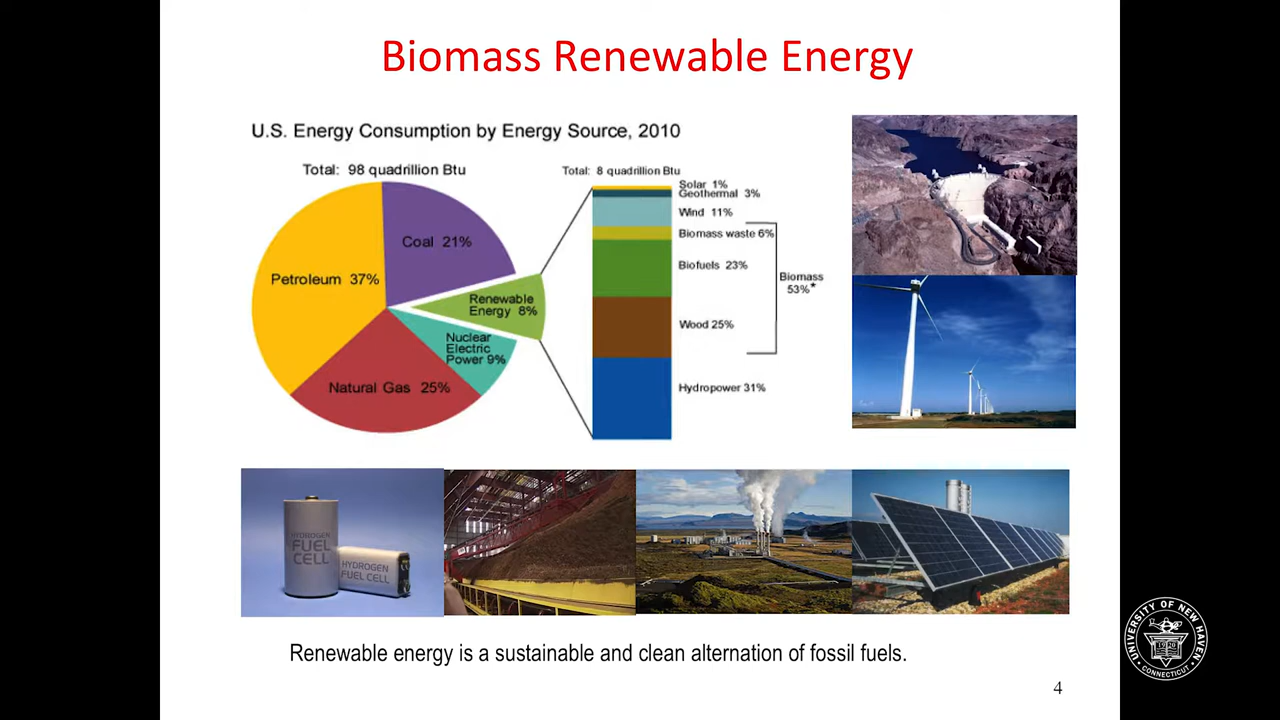 Biomass Renewable Energy
U.S. Energy Consumption by Energy Source, 2010
Total: 98 quadrillion Btu
Coal 21%
Petroleum 37%
Renewable
Energy 8%
Nuclear
Electric
Power 9%
Natural Gas 25%
Total: 8 quadrillion Btu
Solar 1%
Geothermal 3%
Wind 11%
Biomass waste 6%
Biofuels 23%
Biomass
53%*
Wood 25%
Hydropower 31%
HYDROGEN
FUEL
CELL
HYDROGEN
FUEL CELL
Renewable energy is a sustainable and clean alternation of fossil fuels.
4
UNIVERSITY OF NEW HAVEN
CONNECTICUT